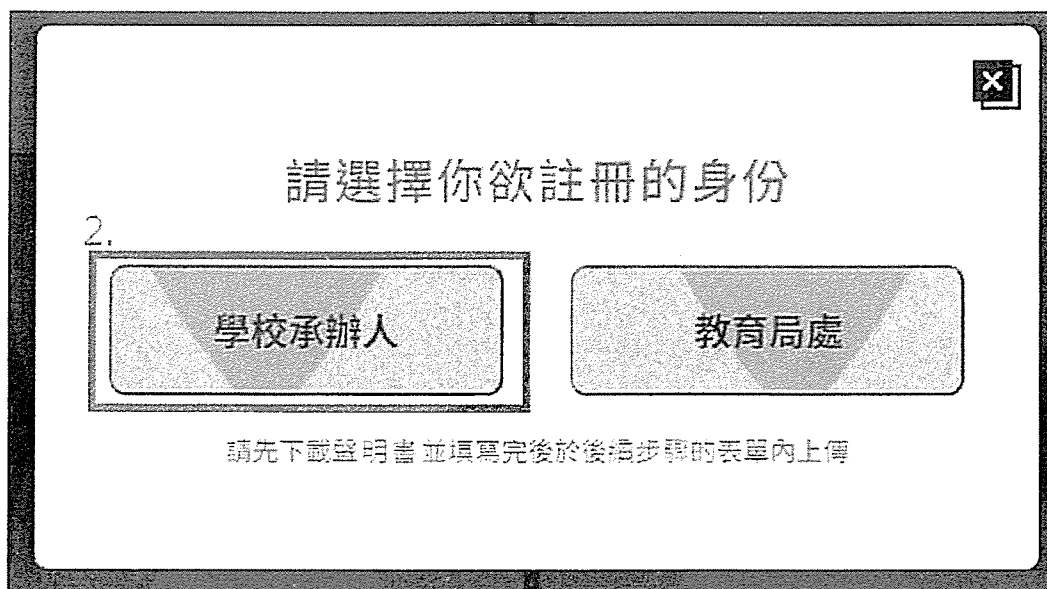 請選擇你欲註冊的身份
2.
學校承辦人
教育局處
請先下載聲明書並填寫完後於後續步驟的表單內上傳